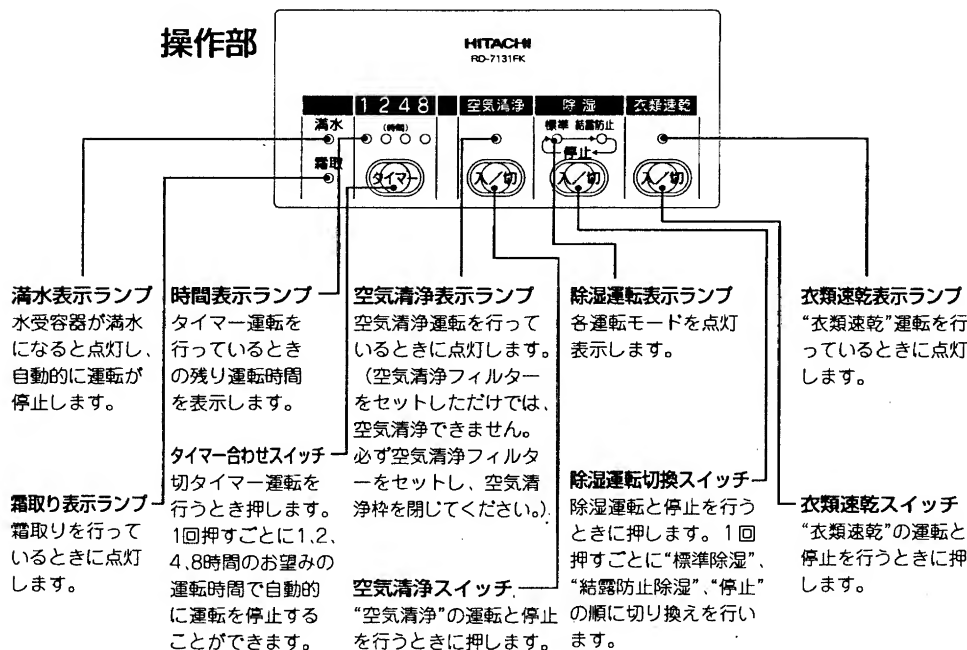 操作部
HITACHI
RD-7131FK
1 2 4 8
空気清浄
除湿
衣類速乾
満水
(時間)
標準 結露防止
停止
霜取
タイマー
入/切
入/切
入/切
満水表示ランプ
水受容器が満水
になると点灯し、
自動的に運転が
停止します。
霜取り表示ランプ
霜取りを行って
いるときに点灯
します。
時間表示ランプ
タイマー運転を
行っているとき
の残り運転時間
を表示します。
タイマー合わせスイッチ
切タイマー運転を
行うとき押します。
1回押すごとに1、2、
4、8時間のお望みの
運転時間で自動的
に運転を停止する
ことができます。
空気清浄表示ランプ
空気清浄運転を行って
いるときに点灯します。
(空気清浄フィルター
をセットしただけでは、
空気清浄できません。
必ず空気清浄フィルタ
ーをセットし、空気清
浄枠を閉じてください。)
空気清浄スイッチ
“空気清浄”の運転と停止
を行うときに押します。
除湿運転表示ランプ
各運転モードを点灯
表示します。
除湿運転切換スイッチ
除湿運転と停止を行う
ときに押します。1回
押すごとに“標準除湿”、
“結露防止除湿”、“停止”
の順に切り換えを行い
ます。
衣類速乾表示ランプ
“衣類速乾”運転を行
っているときに点灯
します。
衣類速乾スイッチ
“衣類速乾”の運転と
停止を行うときに押
します。